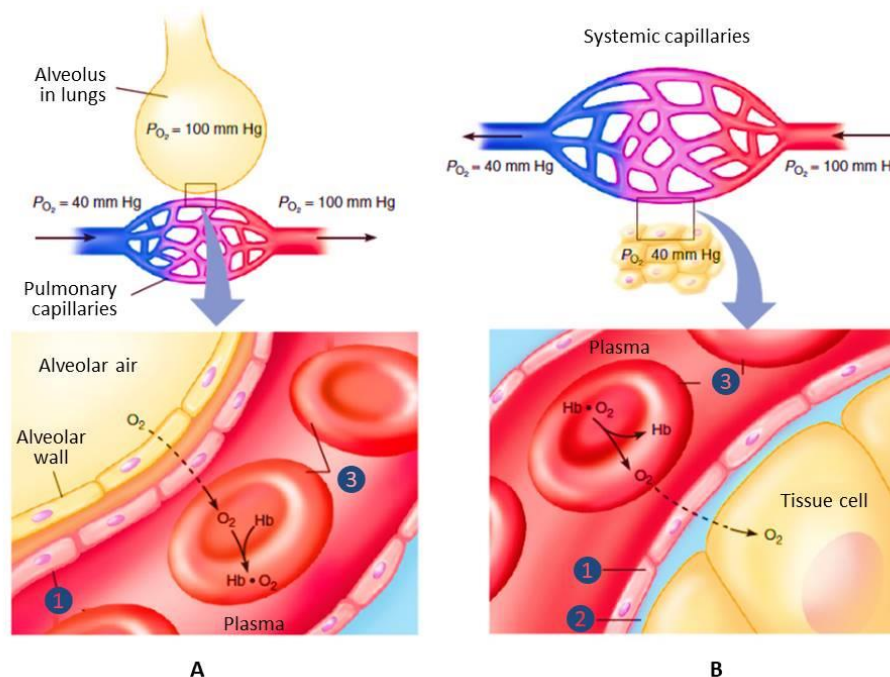 Alveolus
in lungs
PO₂ = 100 mm Hg
PO₂ = 40 mm Hg
PO₂ = 100 mm Hg
Pulmonary
capillaries
Alveolar air
O₂
Alveolar
wall
3
O₂
Hb
Hb • O₂
1
Plasma
A
Systemic capillaries
PO₂ = 40 mm Hg
PO₂ = 100 mm Hg
PO₂ 40 mm Hg
Plasma
3
Hb • O₂
Hb
O₂
Tissue cell
O₂
1
2
B